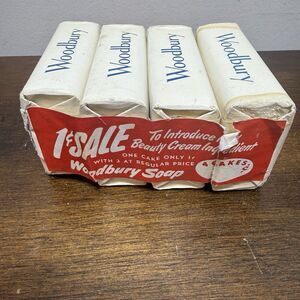 Woodbury
Woodbury
Woodbury
Woodbury
1¢ SALE
To Introduce
Beauty Cream Ingredient
ONE CAKE ONLY 1¢
WITH 3 AT REGULAR PRICE
Woodbury Soap
4 CAKES